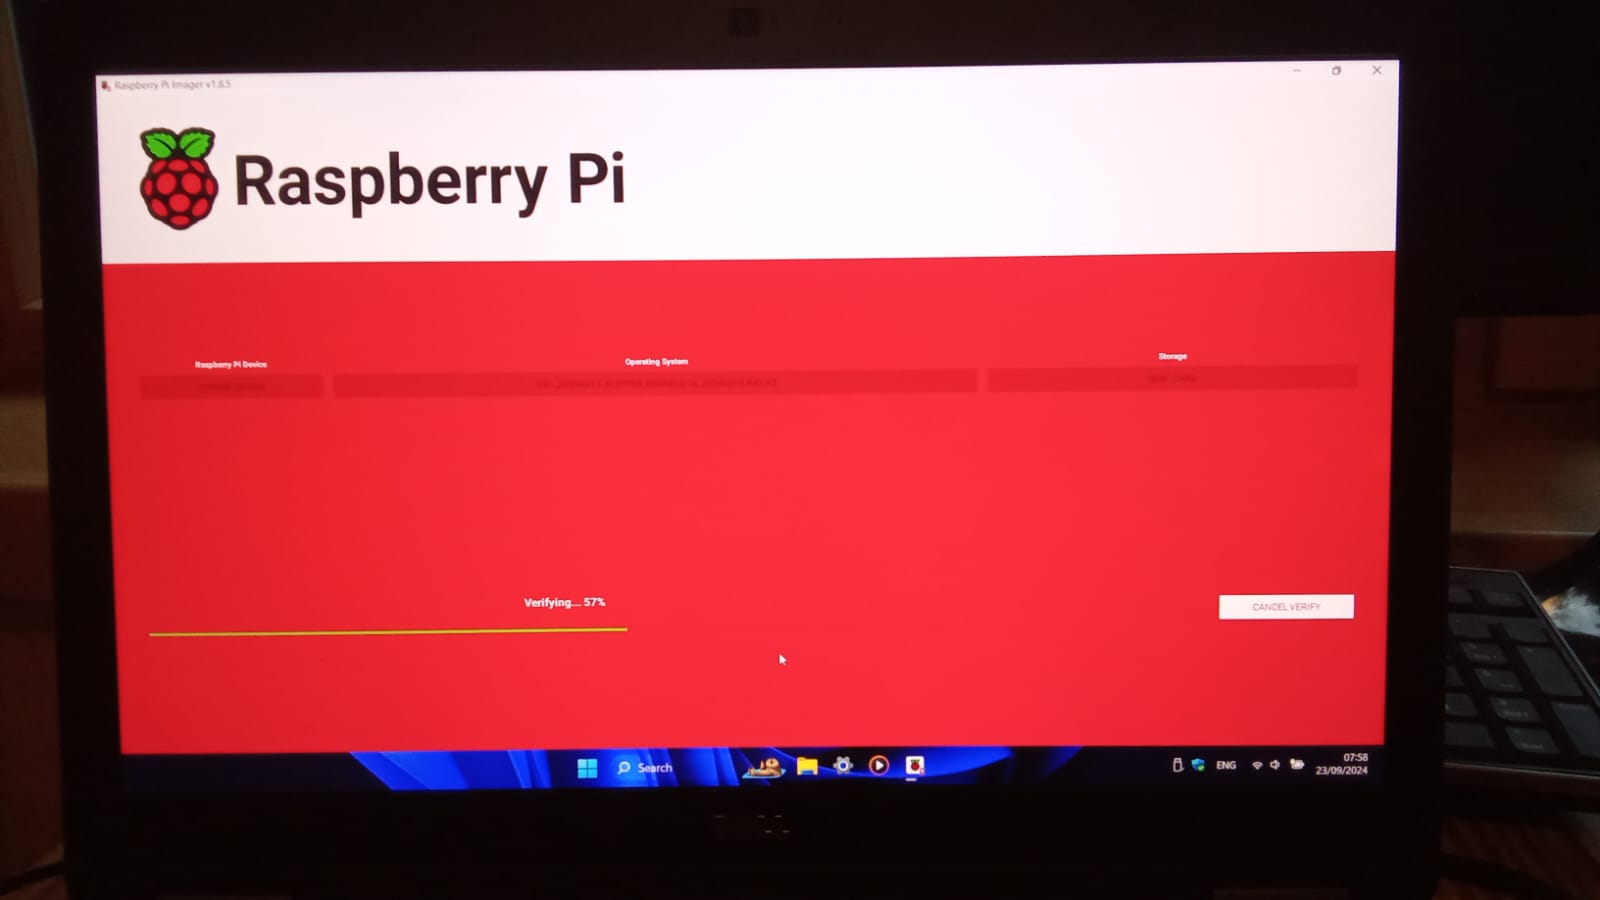 Raspberry Pi Imager v1.8.5
Raspberry Pi
Raspberry Pi Device
Operating System
Storage
Verifying... 57%
CANCEL VERIFY
Search
ENG
07:58
23/09/2024